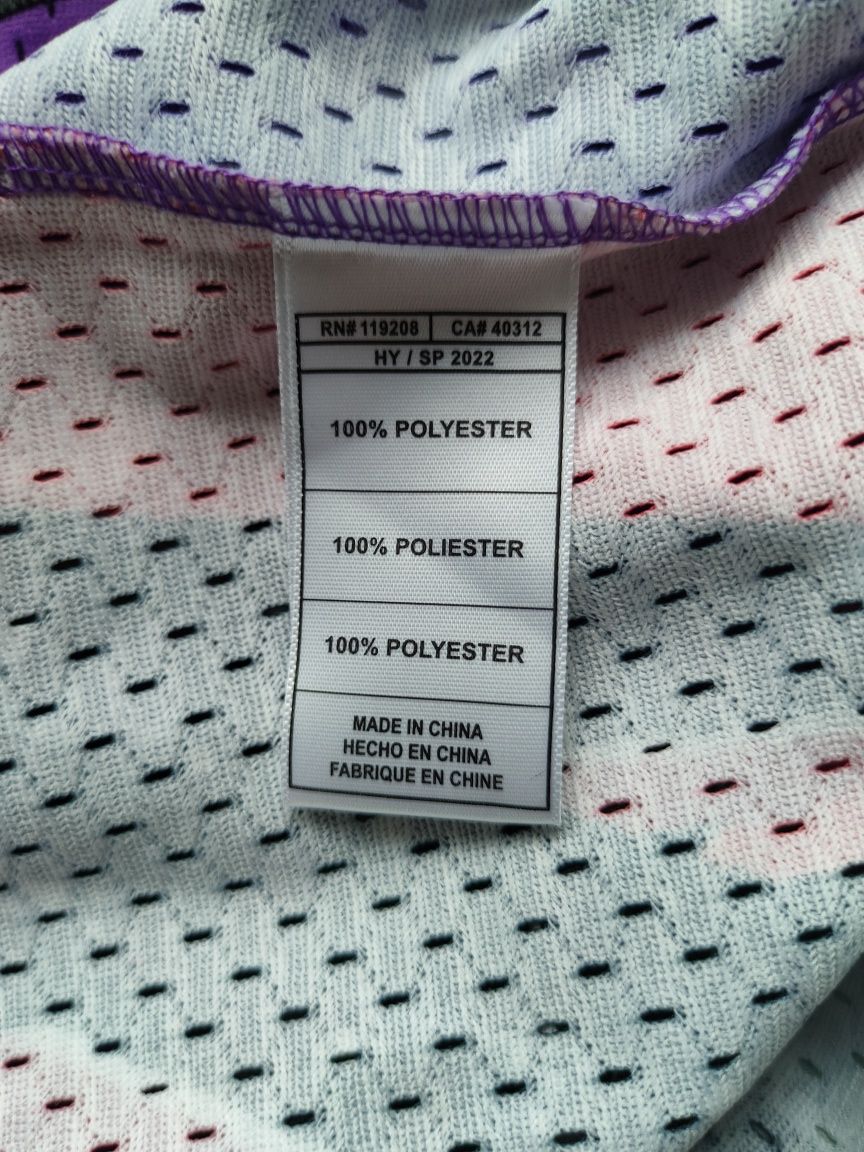 RN# 119208 CA# 40312
HY / SP 2022
100% POLYESTER
100% POLIESTER
100% POLYESTER
MADE IN CHINA
HECHO EN CHINA
FABRIQUE EN CHINE